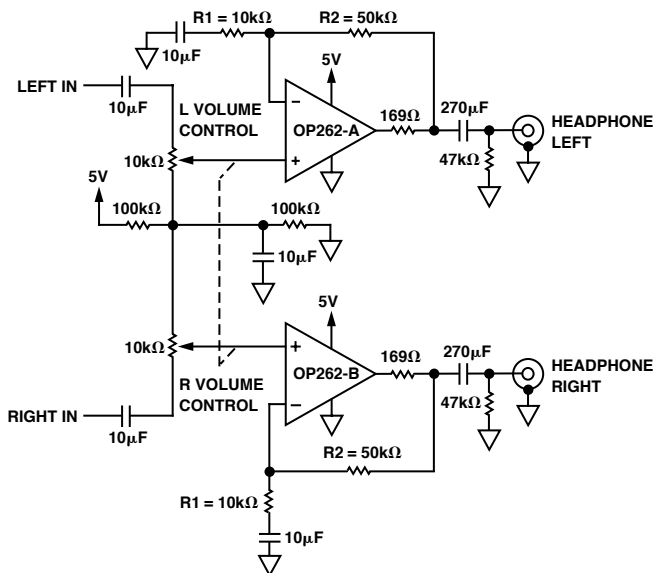 R1 = 10kΩ
R2 = 50kΩ
10μF
5V
LEFT IN
10μF
L VOLUME
CONTROL
OP262-A
169Ω
270μF
HEADPHONE
LEFT
47kΩ
10kΩ
5V
100kΩ
100kΩ
10μF
5V
10kΩ
OP262-B
169Ω
270μF
HEADPHONE
RIGHT
47kΩ
R VOLUME
CONTROL
RIGHT IN
10μF
R2 = 50kΩ
R1 = 10kΩ
10μF